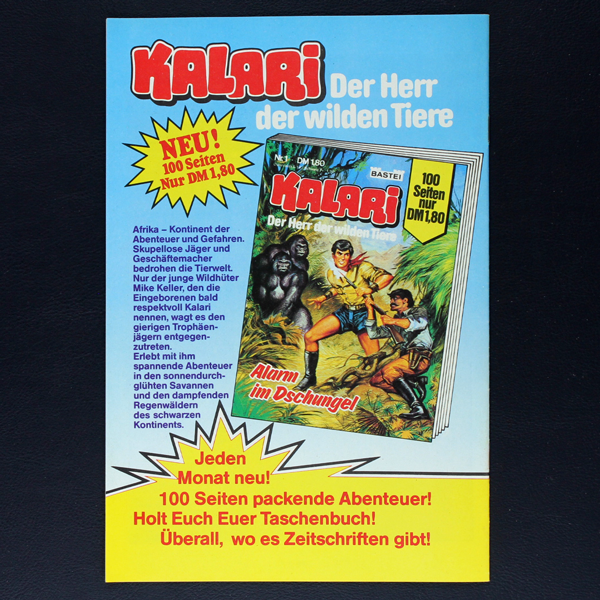 KALARI Der Herr
der wilden Tiere
NEU!
100 Seiten
Nur DM 1,80
Afrika – Kontinent der
Abenteuer und Gefahren.
Skupellose Jäger und
Geschäftemacher
bedrohen die Tierwelt.
Nur der junge Wildhüter
Mike Keller, den die
Eingeborenen bald
respektvoll Kalari
nennen, wagt es den
gierigen Trophäen-
jägern entgegen-
zutreten.
Erlebt mit ihm
spannende Abenteuer
in den sonnendurch-
glühten Savannen
und den dampfenden
Regenwäldern
des schwarzen
Kontinents.
Nr. 1 DM 1,80
BASTEI
100
Seiten
nur
DM 1,80
KALARI
Der Herr der wilden Tiere
Alarm
im Dschungel
Jeden
Monat neu!
100 Seiten packende Abenteuer!
Holt Euch Euer Taschenbuch!
Überall, wo es Zeitschriften gibt!